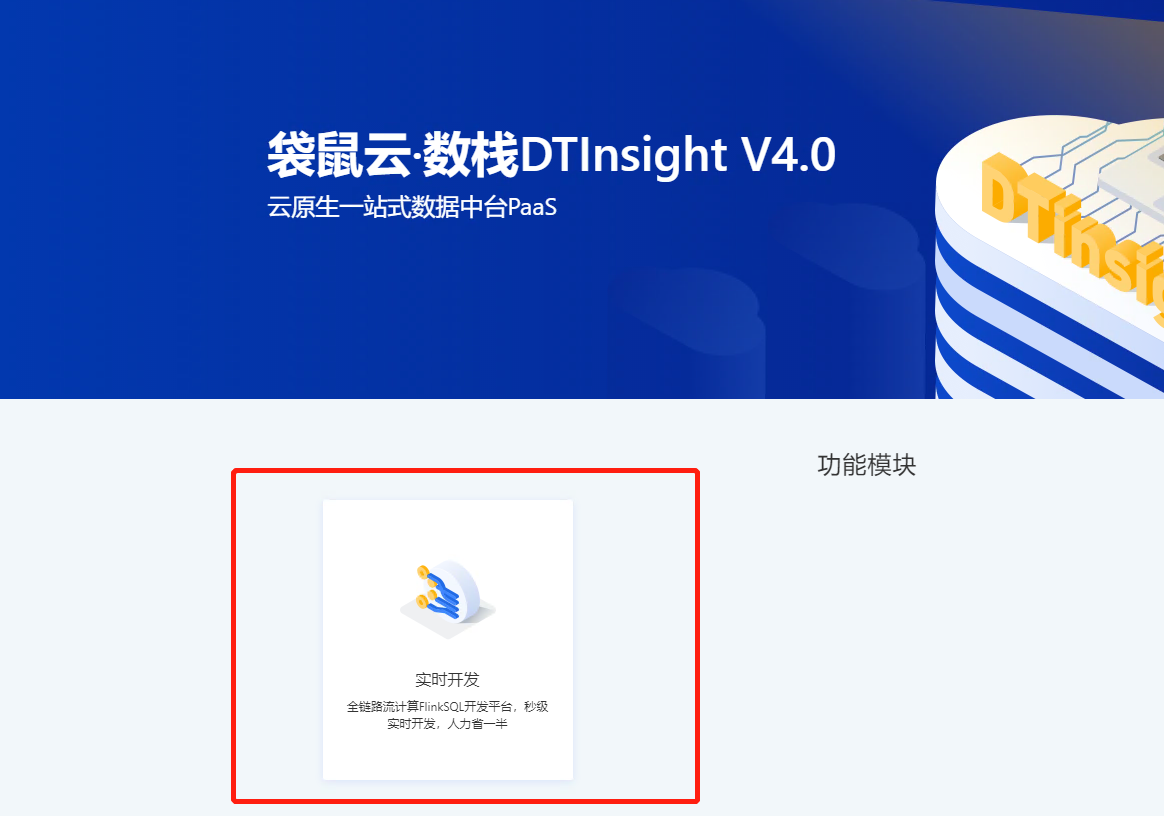 袋鼠云·数栈DTInsight V4.0
云原生一站式数据中台PaaS
DTinsig
功能模块
实时开发
全链路流计算FlinkSQL开发平台，秒级
实时开发，人力省一半